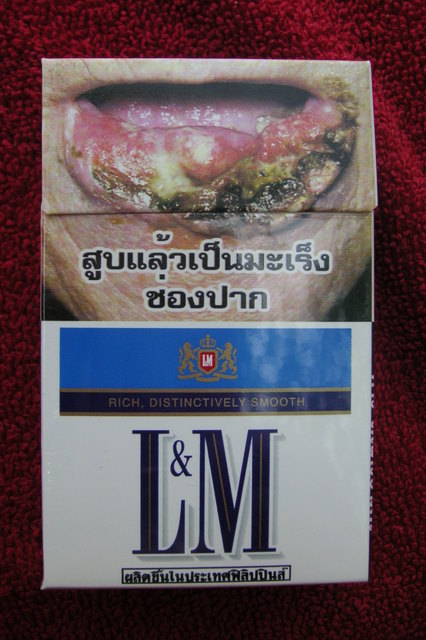 สูบแล้วเป็นมะเร็ง
ช่องปาก
LM
RICH, DISTINCTIVELY SMOOTH
L&M
ผลิตขึ้นในประเทศฟิลิปปินส์